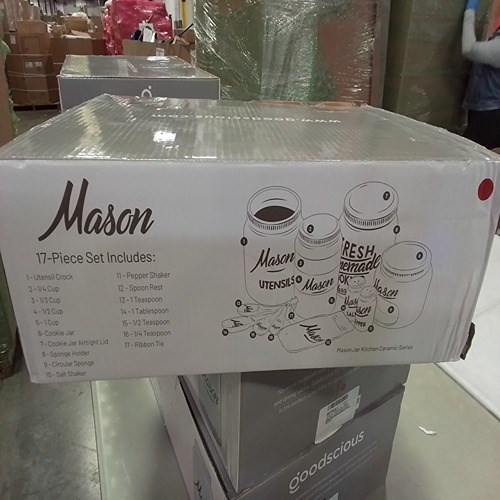 Mason
17-Piece Set Includes:
1 - Utensil Crock
2 - 1/4 Cup
3 - 1/3 Cup
4 - 1/2 Cup
5 - 1 Cup
6 - Cookie Jar
7 - Cookie Jar Airtight Lid
8 - Sponge Holder
9 - Circular Sponge
10 - Salt Shaker
11 - Pepper Shaker
12 - Spoon Rest
13 - 1 Teaspoon
14 - 1 Tablespoon
15 - 1/2 Teaspoon
16 - 1/4 Teaspoon
17 - Ribbon Tie
Mason
UTENSILS
Mason
RESH
Mason
Mason
Mason Jar Kitchen Ceramic Series
goodscious